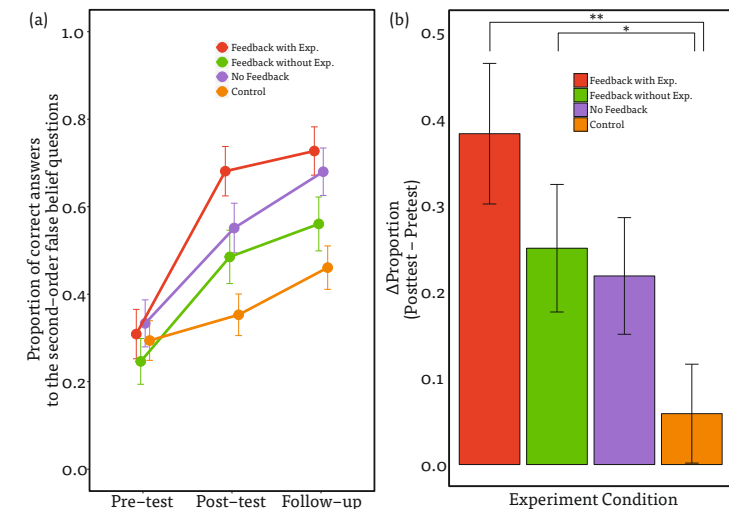 (a)
1.0
0.8
0.6
0.4
0.2
0.0
Proportion of correct answers
to the second–order false belief questions
Feedback with Exp.
Feedback without Exp.
No Feedback
Control
Pre–test Post–test Follow–up
(b)
0.5
0.4
0.3
0.2
0.1
0.0
ΔProportion
(Posttest – Pretest)
**
*
Feedback with Exp.
Feedback without Exp.
No Feedback
Control
Experiment Condition